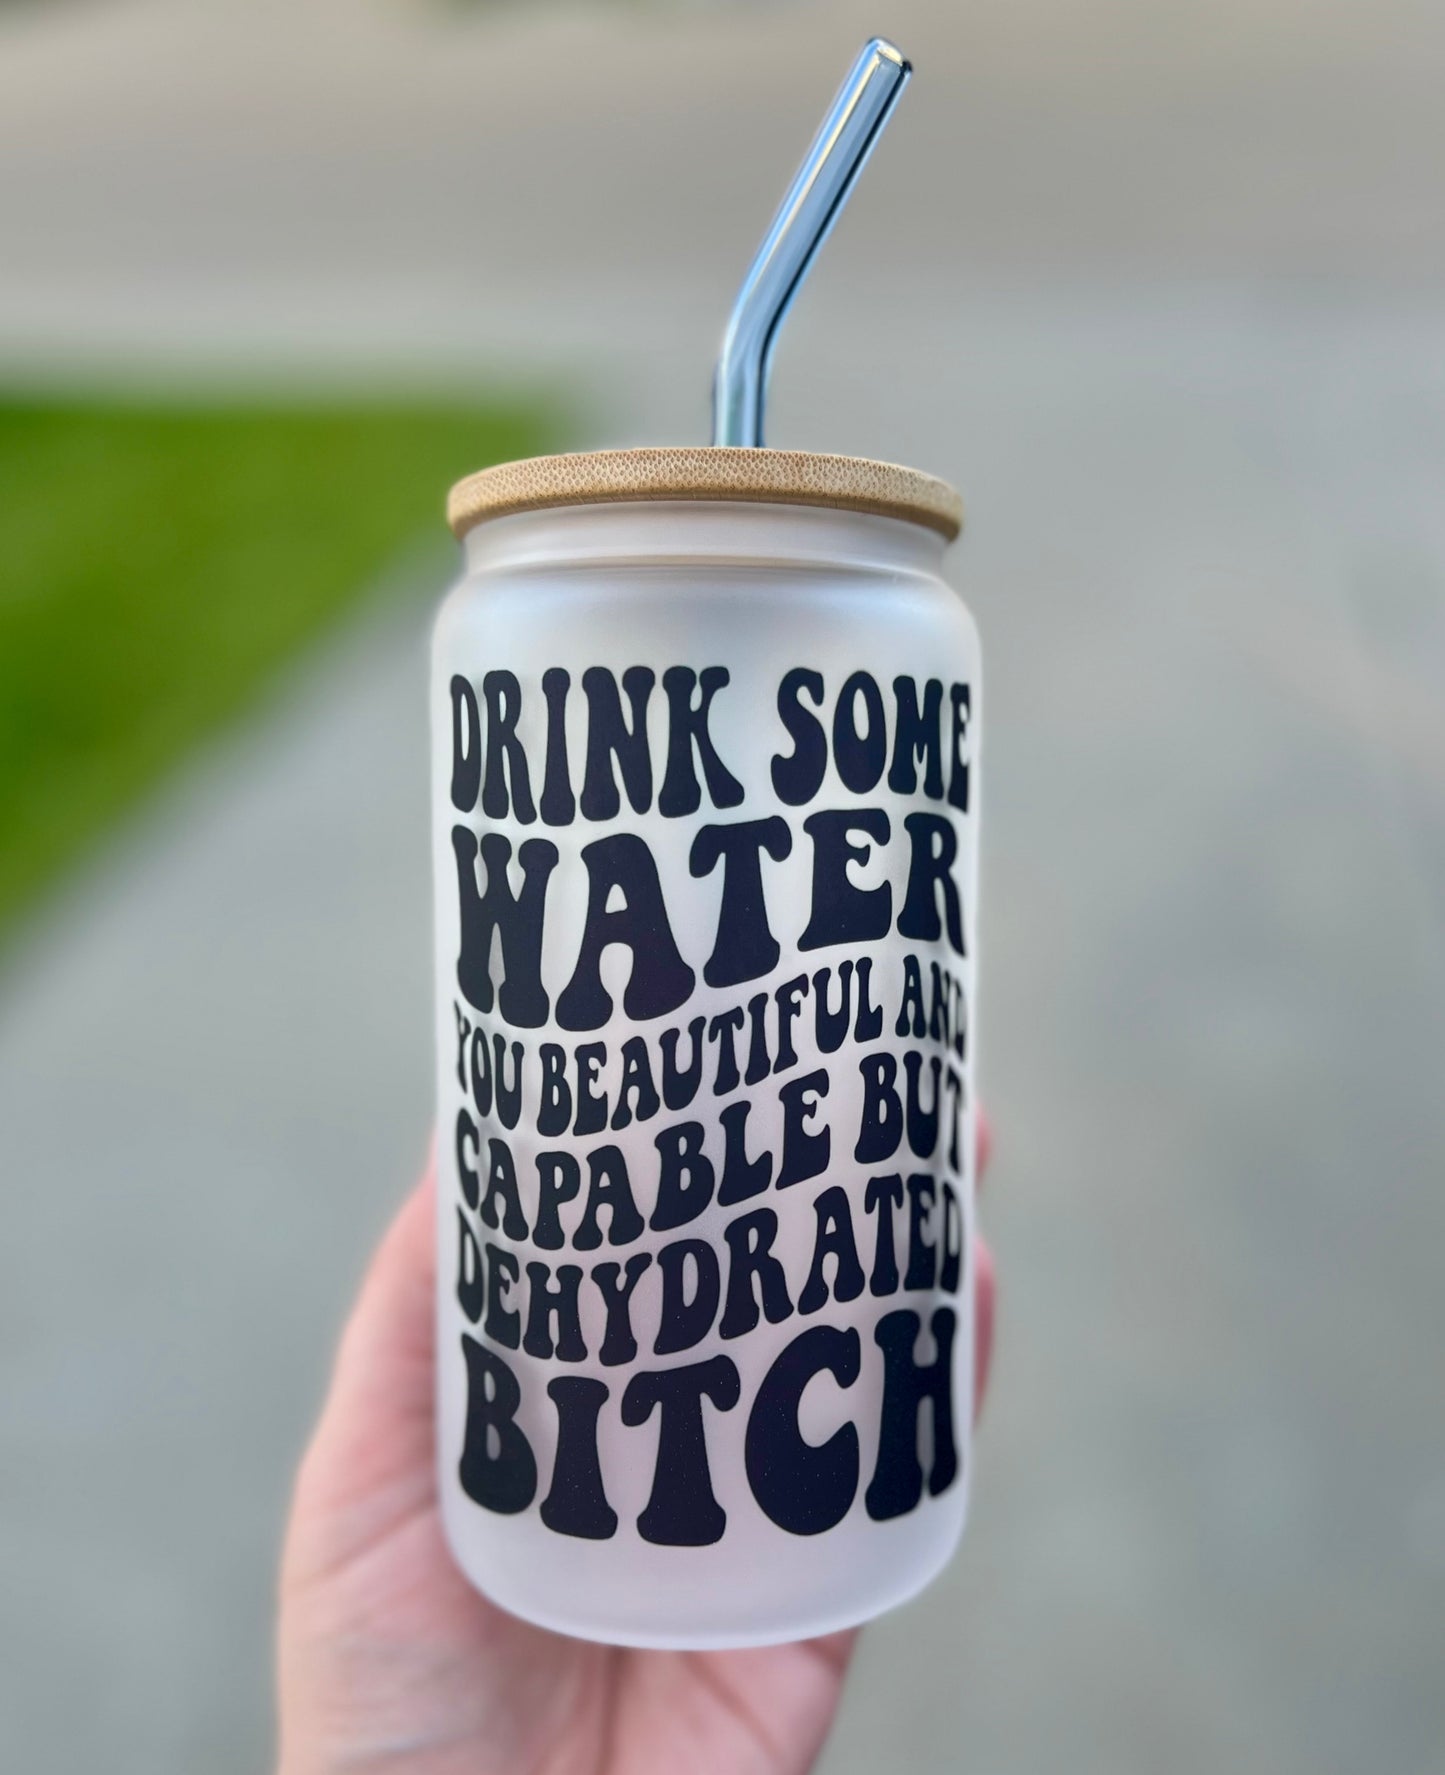 DRINK SOME
WATER
YOU BEAUTIFUL AND
CAPABLE BUT
DEHYDRATED
BITCH